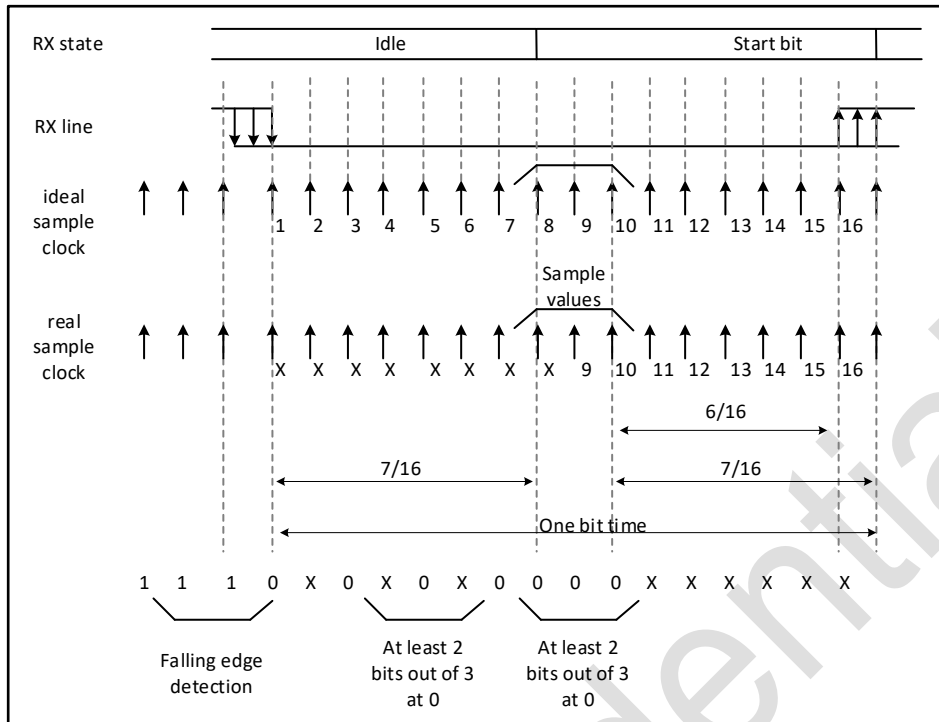 RX state
Idle
Start bit
RX line
ideal
sample
clock
1 2 3 4 5 6 7 8 9 10 11 12 13 14 15 16
Sample
values
real
sample
clock
X X X X X X X X 9 10 11 12 13 14 15 16
6/16
7/16
7/16
One bit time
1 1 1 0 X 0 X 0 X 0 0 0 0 X X X X X X
Falling edge
detection
At least 2
bits out of 3
at 0
At least 2
bits out of 3
at 0